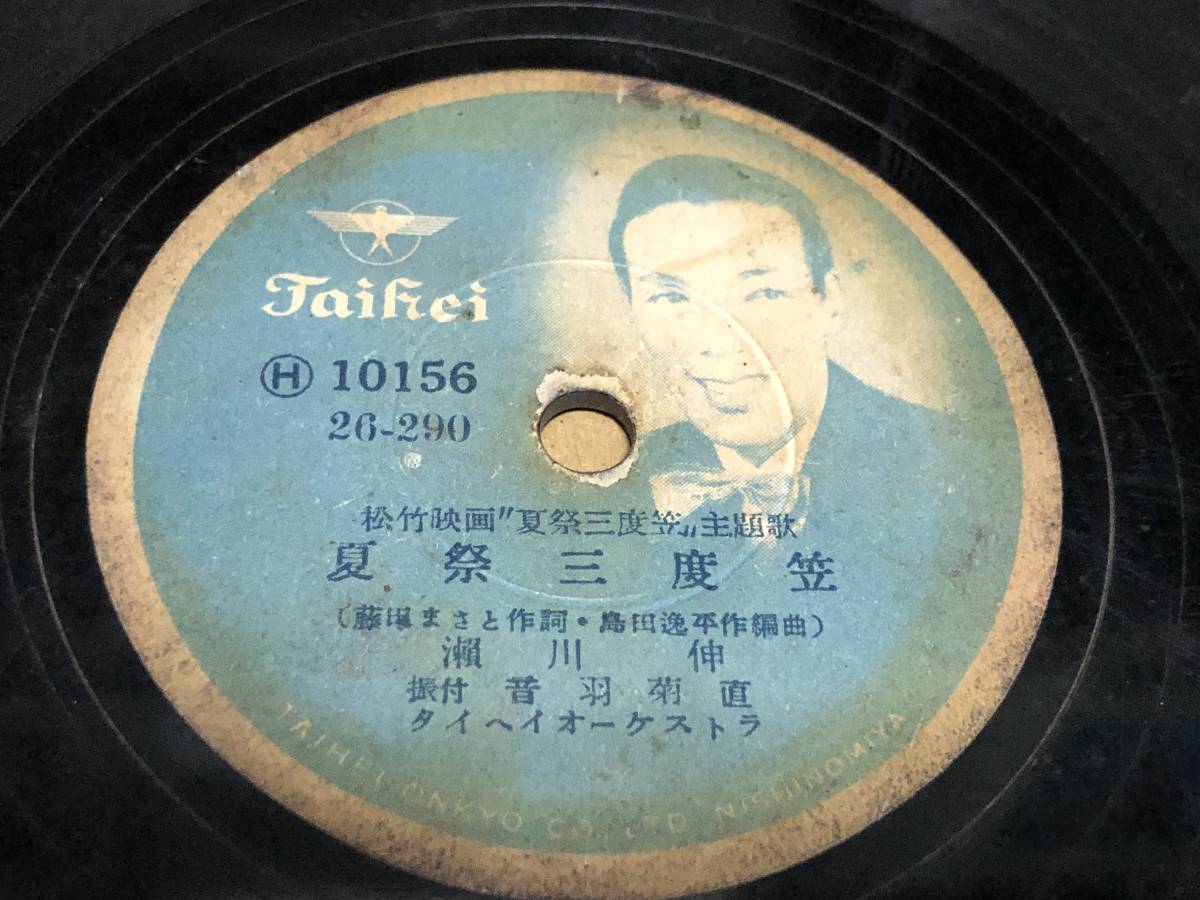 Taihei
Ⓗ 10156
26-290
松竹映画"夏祭三度笠"主題歌
夏祭三度笠
(藤田まさと作詞・島田逸平作編曲)
瀬川 伸
振付 音羽菊直
タイヘイオーケストラ
TAIHEI ONKYO CO. LTD NISHINOMIYA